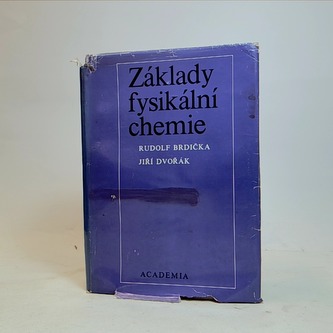 Základy
fysikální
chemie
RUDOLF BRDIČKA
JIŘÍ DVOŘÁK
ACADEMIA